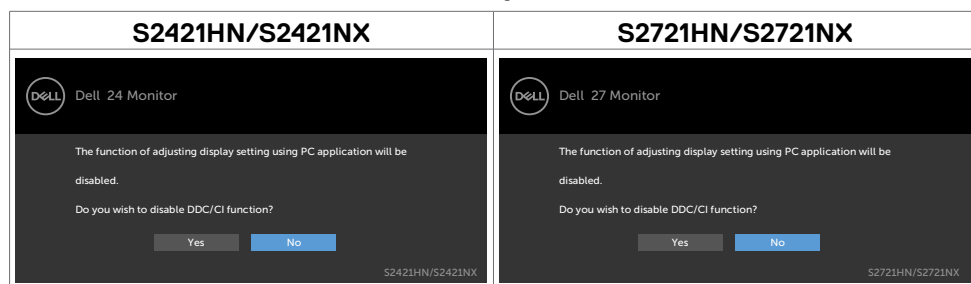 S2421HN/S2421NX
S2721HN/S2721NX
DELL
Dell 24 Monitor
The function of adjusting display setting using PC application will be
disabled.
Do you wish to disable DDC/CI function?
Yes
No
S2421HN/S2421NX
DELL
Dell 27 Monitor
The function of adjusting display setting using PC application will be
disabled.
Do you wish to disable DDC/CI function?
Yes
No
S2721HN/S2721NX